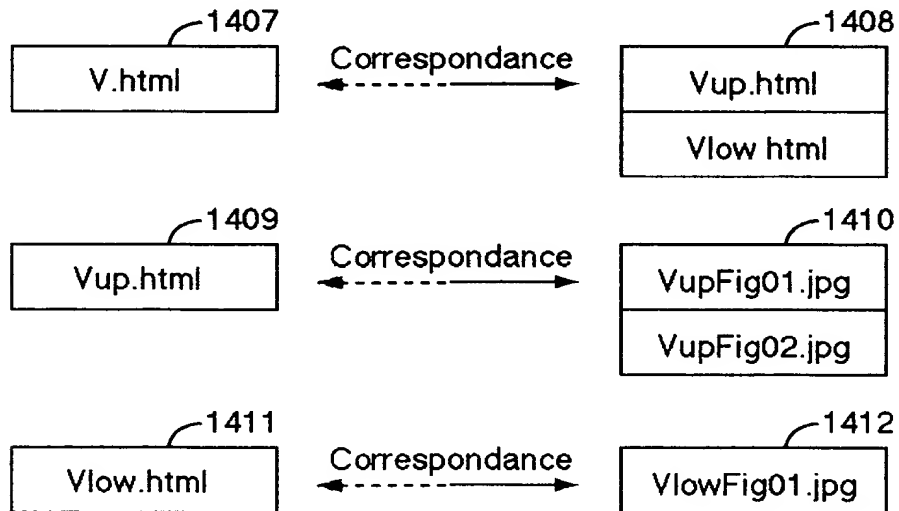 1407
1408
V.html
Correspondance
Vup.html
Vlow html
1409
1410
Vup.html
Correspondance
VupFig01.jpg
VupFig02.jpg
1411
1412
Vlow.html
Correspondance
VlowFig01.jpg